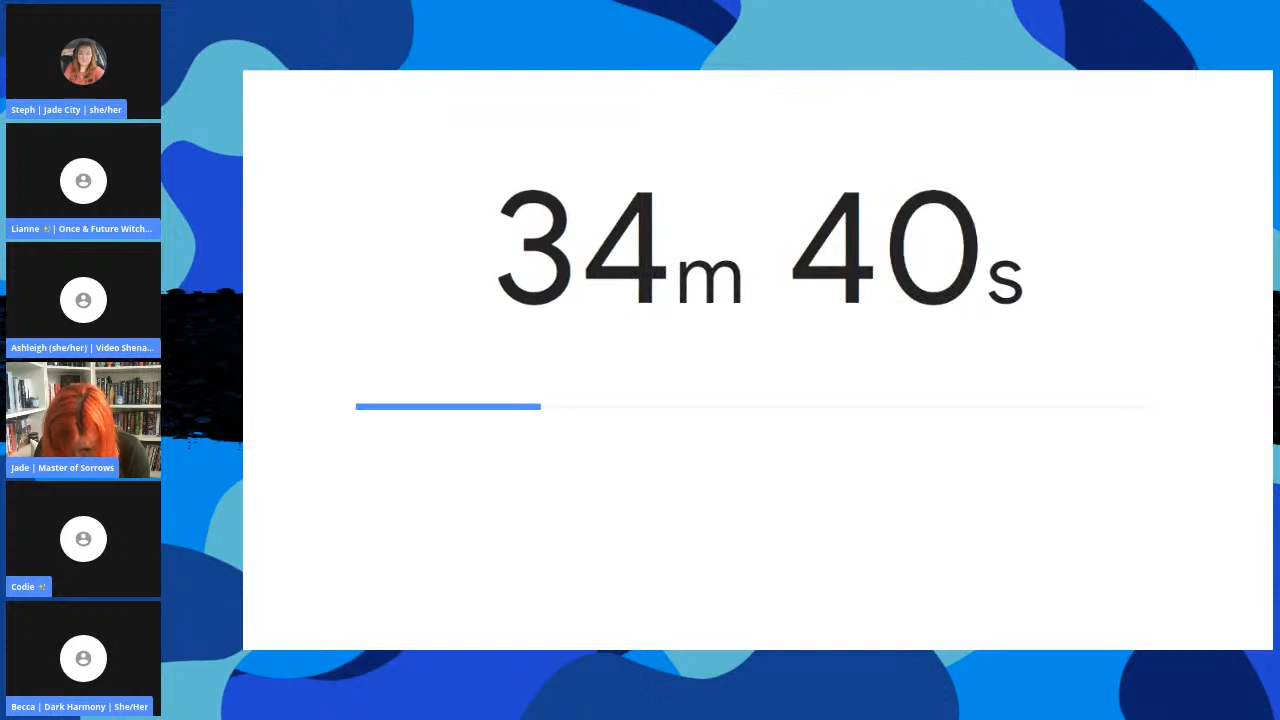 Steph | Jade City | she/her
Lianne ✨ | Once & Future Witch...
Ashleigh (she/her) | Video Shena...
Jade | Master of Sorrows
Codie ✨
Becca | Dark Harmony | She/Her
34m 40s